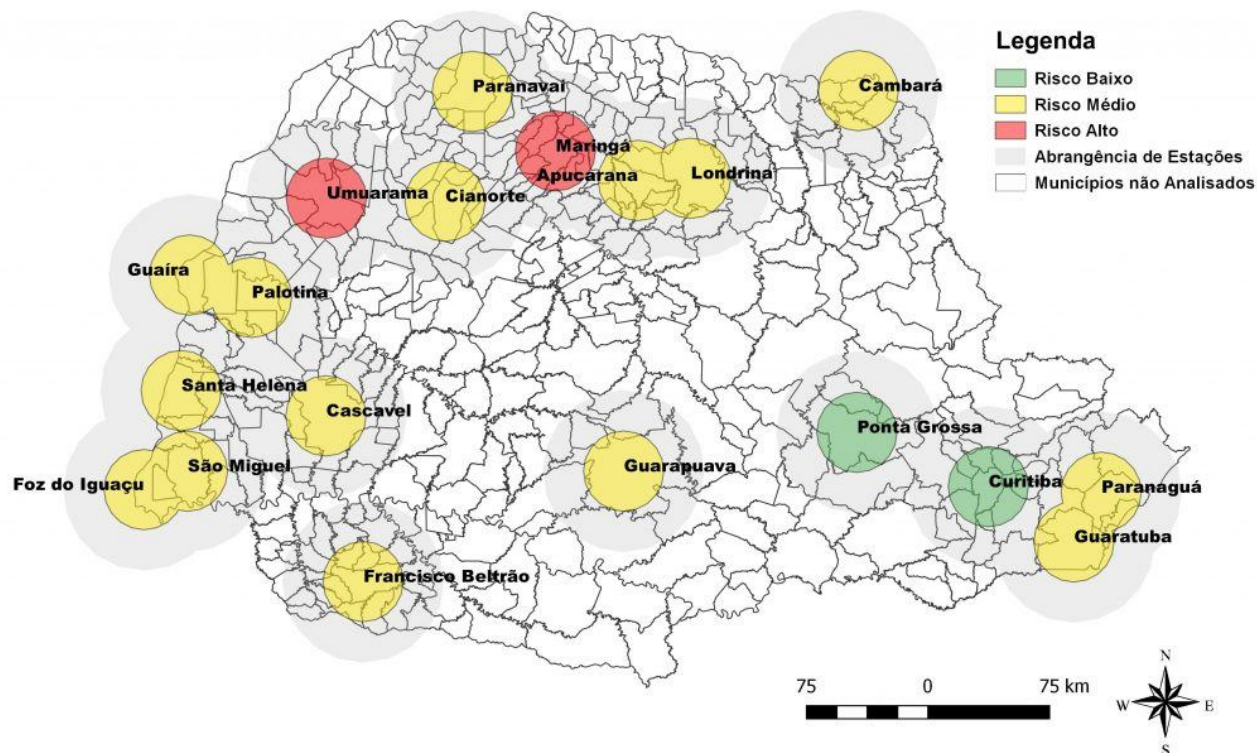 Legenda
Risco Baixo
Risco Médio
Risco Alto
Abrangência de Estações
Municípios não Analisados
Paranavaí
Cambará
Maringá
Apucarana
Londrina
Umuarama
Cianorte
Guaíra
Palotina
Santa Helena
Cascavel
Ponta Grossa
São Miguel
Guarapuava
Foz do Iguaçu
Curitiba
Paranaguá
Guaratuba
Francisco Beltrão
75 0 75 km
N
W E
S